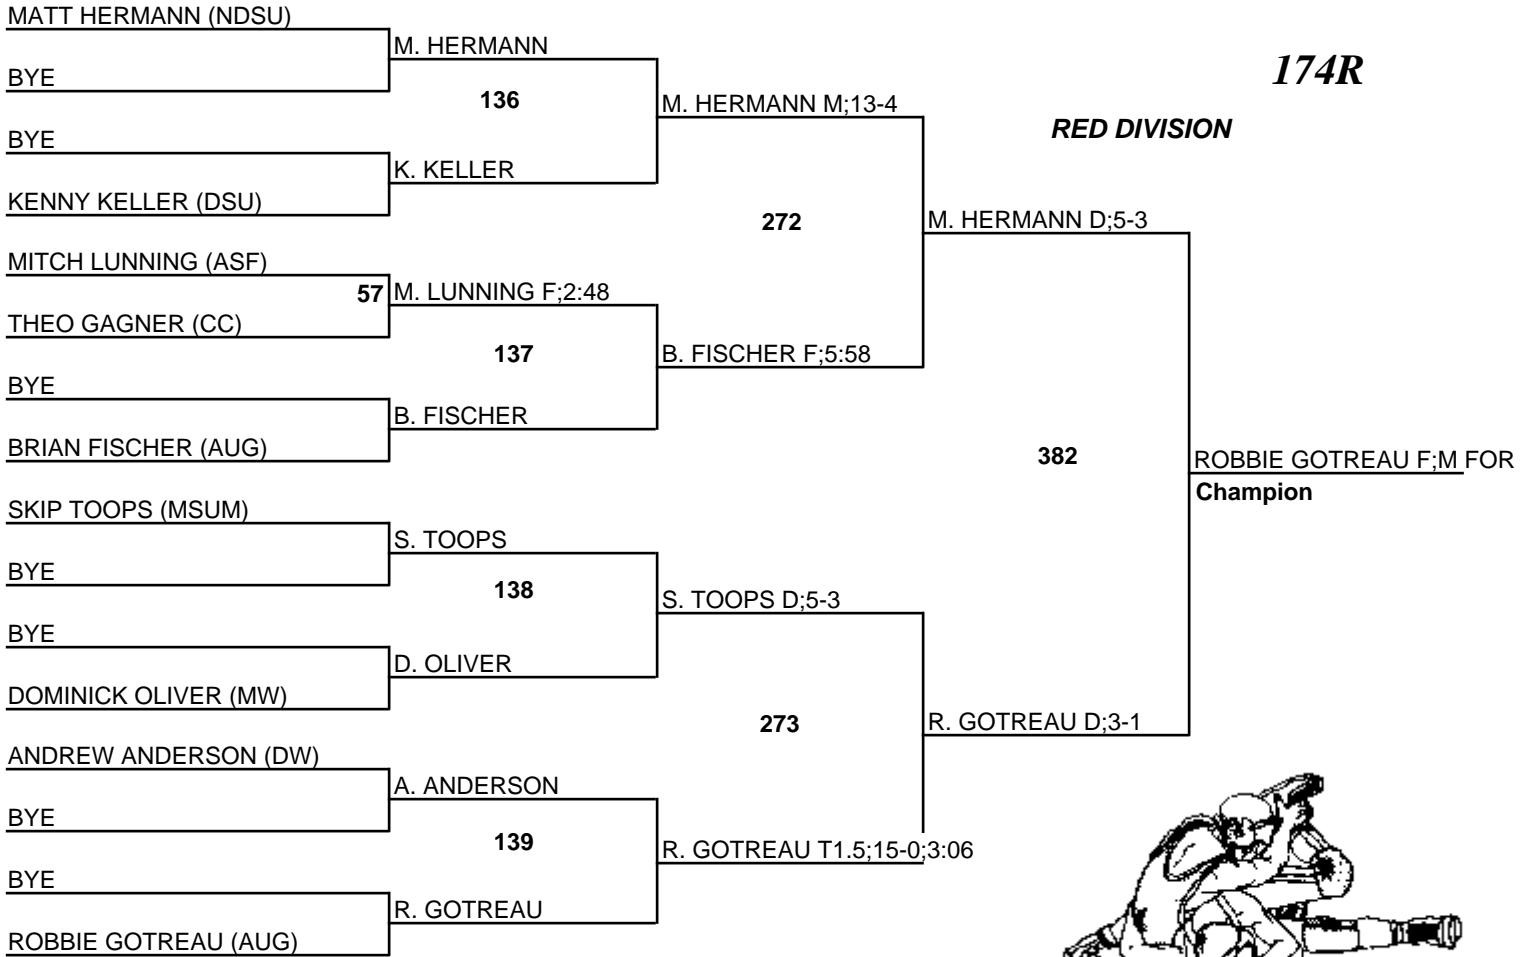 MATT HERMANN (NDSU)
M. HERMANN
174R
BYE
136
M. HERMANN M;13-4
RED DIVISION
BYE
K. KELLER
KENNY KELLER (DSU)
272
M. HERMANN D;5-3
MITCH LUNNING (ASF)
57 M. LUNNING F;2:48
THEO GAGNER (CC)
137
B. FISCHER F;5:58
BYE
B. FISCHER
BRIAN FISCHER (AUG)
382
ROBBIE GOTREAU F;M FOR
Champion
SKIP TOOPS (MSUM)
S. TOOPS
BYE
138
S. TOOPS D;5-3
BYE
D. OLIVER
DOMINICK OLIVER (MW)
273
R. GOTREAU D;3-1
ANDREW ANDERSON (DW)
A. ANDERSON
BYE
139
R. GOTREAU T1.5;15-0;3:06
BYE
R. GOTREAU
ROBBIE GOTREAU (AUG)